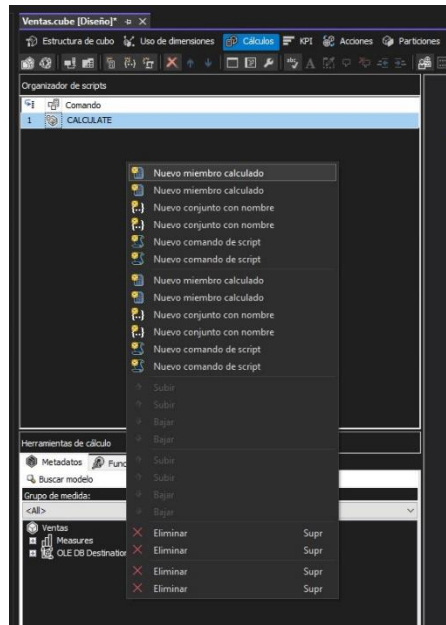 Ventas.cube [Diseño]*
Estructura de cubo Uso de dimensiones Cálculos KPI Acciones Particiones
Organizador de scripts
Comando
1 CALCULATE
Nuevo miembro calculado
Nuevo miembro calculado
Nuevo conjunto con nombre
Nuevo conjunto con nombre
Nuevo comando de script
Nuevo comando de script
Nuevo miembro calculado
Nuevo miembro calculado
Nuevo conjunto con nombre
Nuevo conjunto con nombre
Nuevo comando de script
Nuevo comando de script
Subir
Subir
Bajar
Bajar
Subir
Subir
Bajar
Bajar
Eliminar Supr
Eliminar Supr
Eliminar Supr
Eliminar Supr
Herramientas de cálculo
Metadatos Func
Buscar modelo
Grupo de medida:
<All>
Ventas
Measures
OLE DB Destination